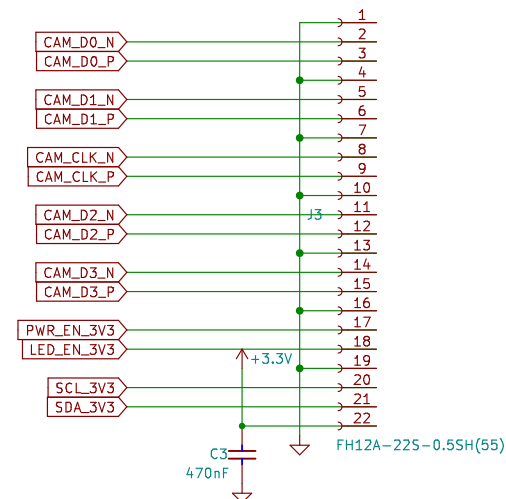 1
CAM_D0_N 2
CAM_D0_P 3
4
CAM_D1_N 5
CAM_D1_P 6
7
CAM_CLK_N 8
CAM_CLK_P 9
10
CAM_D2_N J3 11
CAM_D2_P 12
13
CAM_D3_N 14
CAM_D3_P 15
16
PWR_EN_3V3 17
LED_EN_3V3 18
+3.3V 19
SCL_3V3 20
SDA_3V3 21
22
FH12A-22S-0.5SH(55)
C3
470nF